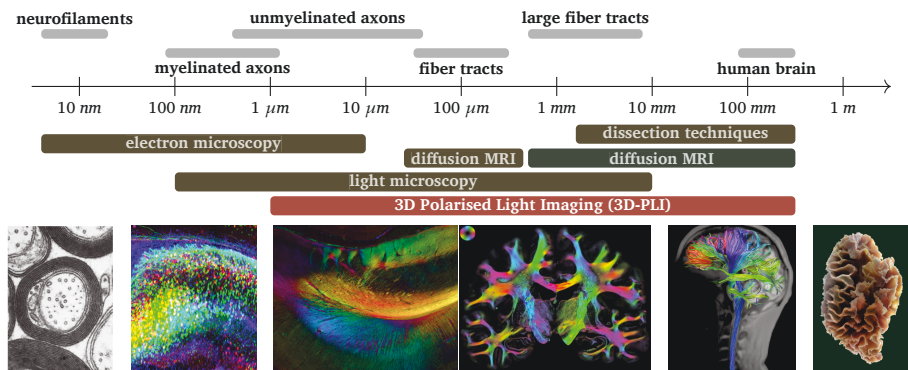 neurofilaments
unmyelinated axons
large fiber tracts
myelinated axons
fiber tracts
human brain
10 nm
100 nm
1 μm
10 μm
100 μm
1 mm
10 mm
100 mm
1 m
dissection techniques
electron microscopy
diffusion MRI
diffusion MRI
light microscopy
3D Polarised Light Imaging (3D-PLI)